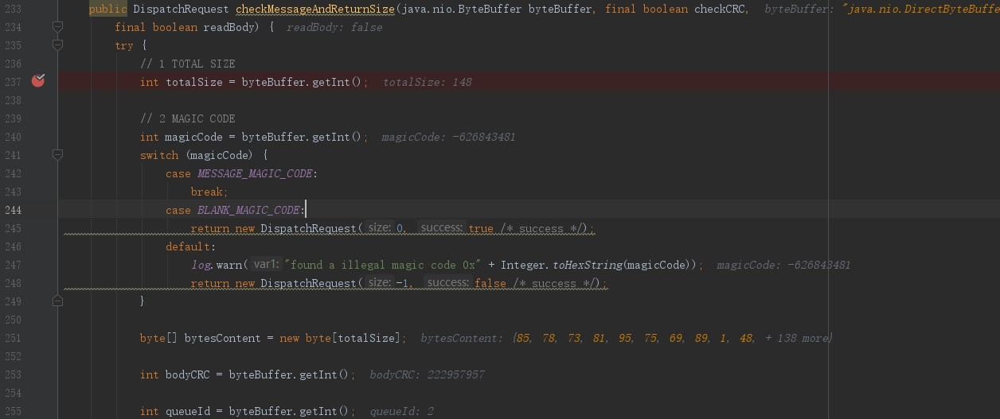 233 public DispatchRequest checkMessageAndReturnSize(java.nio.ByteBuffer byteBuffer, final boolean checkCRC, byteBuffer: "java.nio.DirectByteBuffe
234 final boolean readBody) { readBody: false
235 try {
236 // 1 TOTAL SIZE
237 int totalSize = byteBuffer.getInt(); totalSize: 148
238
239 // 2 MAGIC CODE
240 int magicCode = byteBuffer.getInt(); magicCode: -626843481
241 switch (magicCode) {
242 case MESSAGE_MAGIC_CODE:
243 break;
244 case BLANK_MAGIC_CODE:
245 return new DispatchRequest( size: 0, success: true /* success */);
246 default:
247 log.warn( var1: "found a illegal magic code 0x" + Integer.toHexString(magicCode)); magicCode: -626843481
248 return new DispatchRequest( size: -1, success: false /* success */);
249 }
250
251 byte[] bytesContent = new byte[totalSize]; bytesContent: {85, 78, 73, 81, 95, 75, 69, 89, 1, 48, + 138 more}
252
253 int bodyCRC = byteBuffer.getInt(); bodyCRC: 222957957
254
255 int queueId = byteBuffer.getInt(); queueId: 2